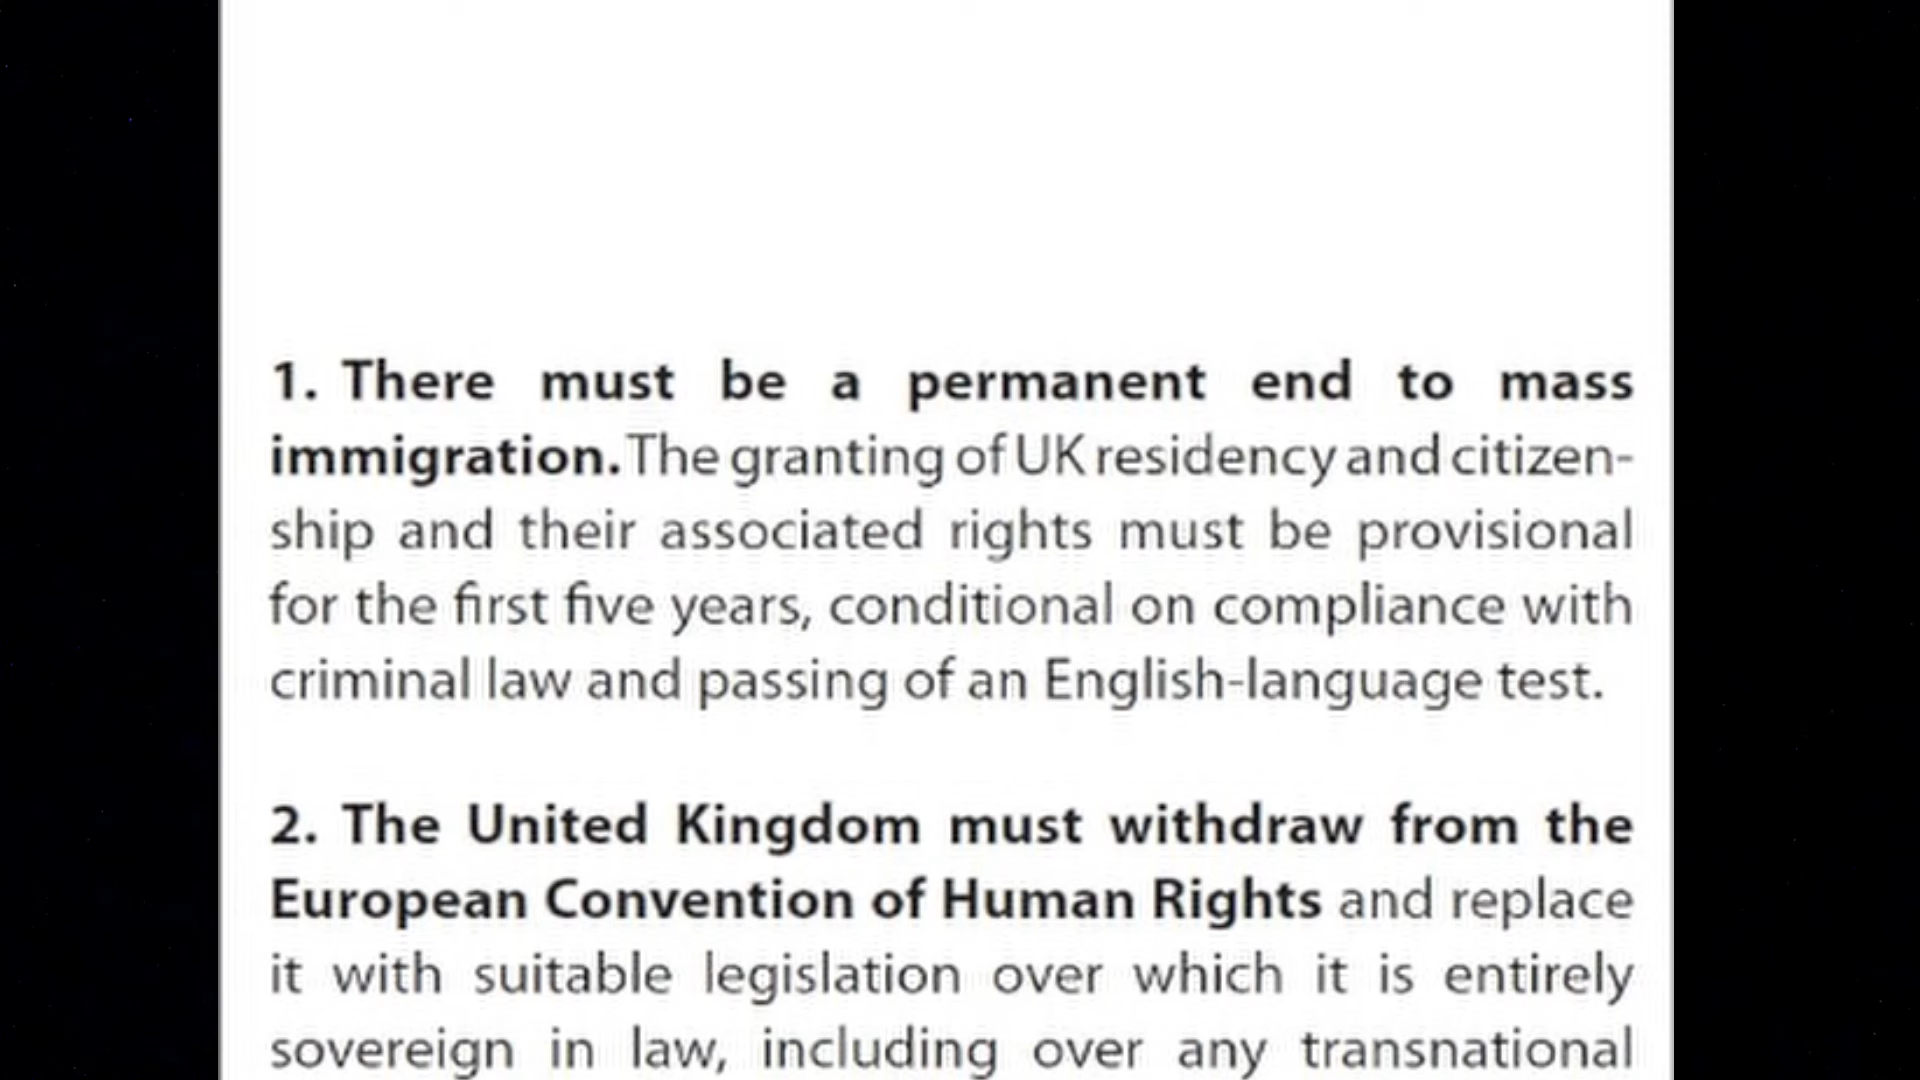 1. There must be a permanent end to mass
immigration. The granting of UK residency and citizen-
ship and their associated rights must be provisional
for the first five years, conditional on compliance with
criminal law and passing of an English-language test.
2. The United Kingdom must withdraw from the
European Convention of Human Rights and replace
it with suitable legislation over which it is entirely
sovereign in law, including over any transnational